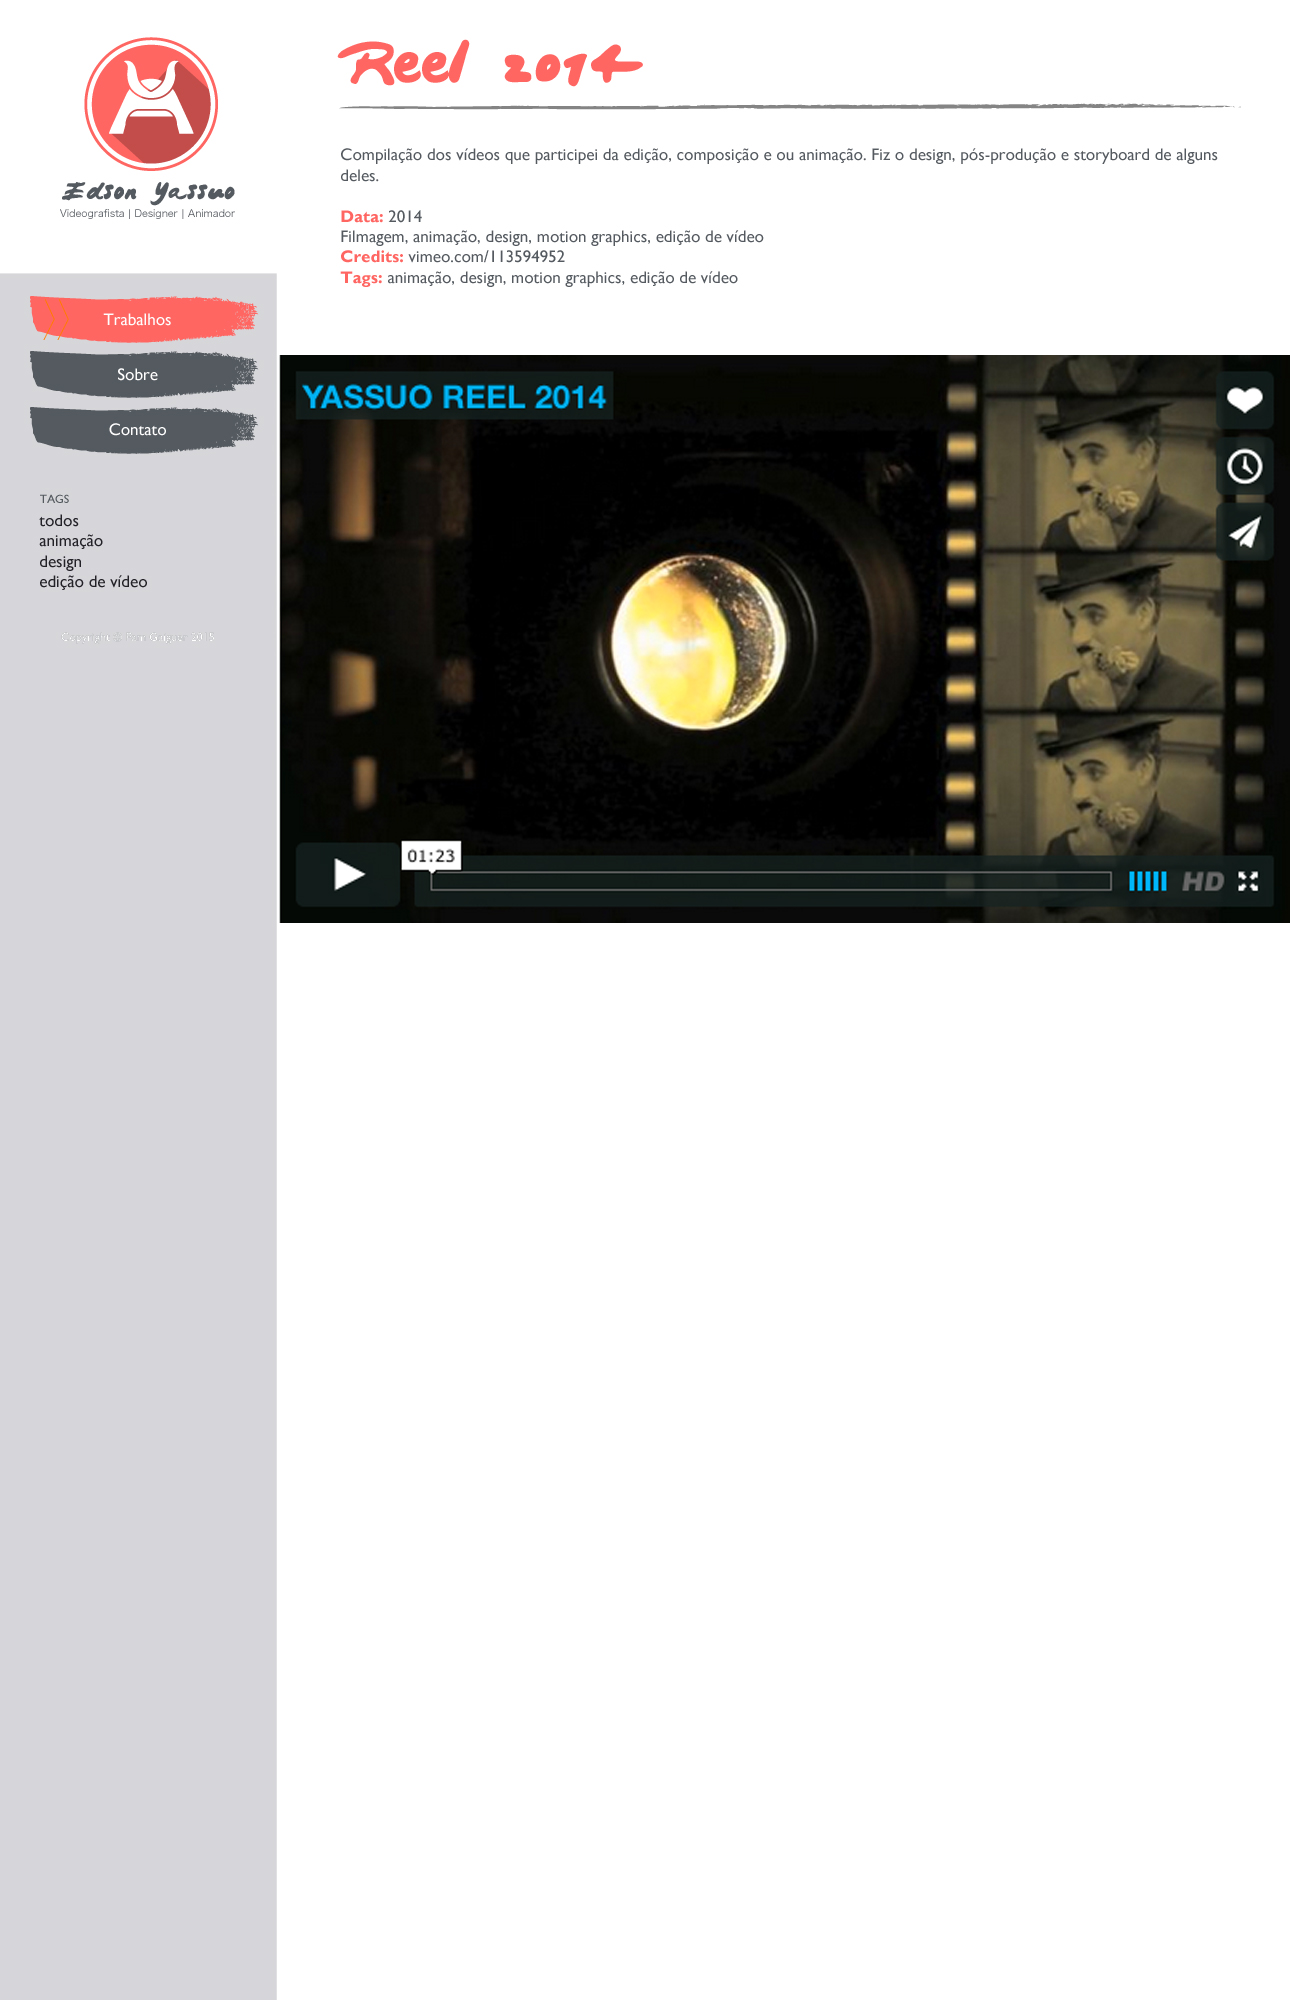 Edson Yassuo
Videografista | Designer | Animador
Trabalhos
Sobre
Contato
TAGS
todos
animação
design
edição de vídeo
Copyright 2015
Reel 2014
Compilação dos vídeos que participei da edição, composição e ou animação. Fiz o design, pós-produção e storyboard de alguns
deles.
Data: 2014
Filmagem, animação, design, motion graphics, edição de vídeo
Credits: vimeo.com/113594952
Tags: animação, design, motion graphics, edição de vídeo
YASSUO REEL 2014
01:23
HD